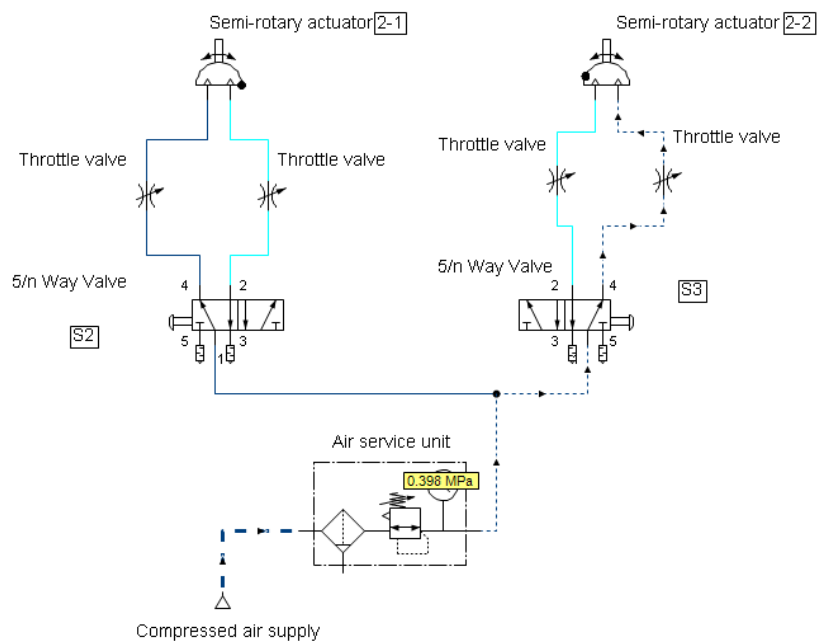 Semi-rotary actuator 2-1
Semi-rotary actuator 2-2
Throttle valve
Throttle valve
Throttle valve
Throttle valve
5/n Way Valve
4
2
S2
5
1
3
5/n Way Valve
2
4
S3
3
5
Air service unit
0.398 MPa
Compressed air supply